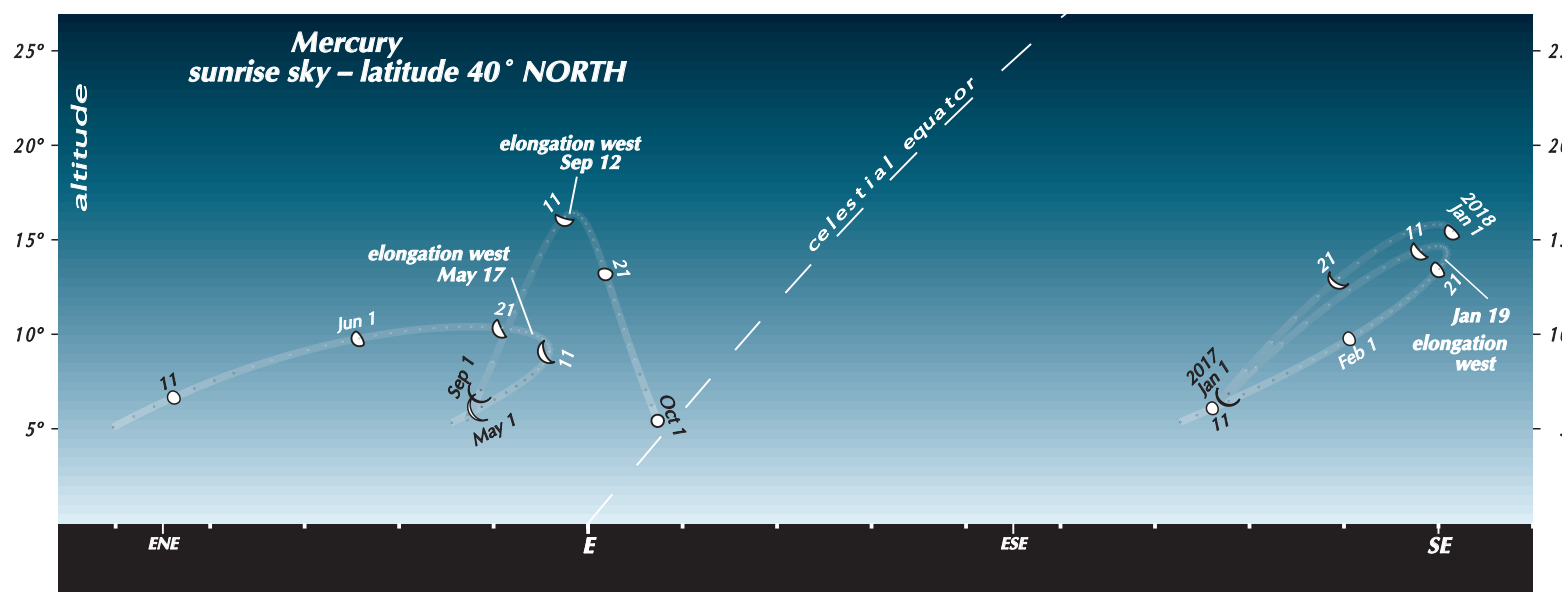 Mercury
sunrise sky – latitude 40° NORTH
altitude
25°
20°
15°
10°
5°
elongation west
Sep 12
11
21
Oct 1
Sep 1
elongation west
May 17
21
11
May 1
Jun 1
11
celestial equator
2018
Jan 1
11
21
21
Jan 19
elongation
west
Feb 1
2017
Jan 1
11
ENE
E
ESE
SE